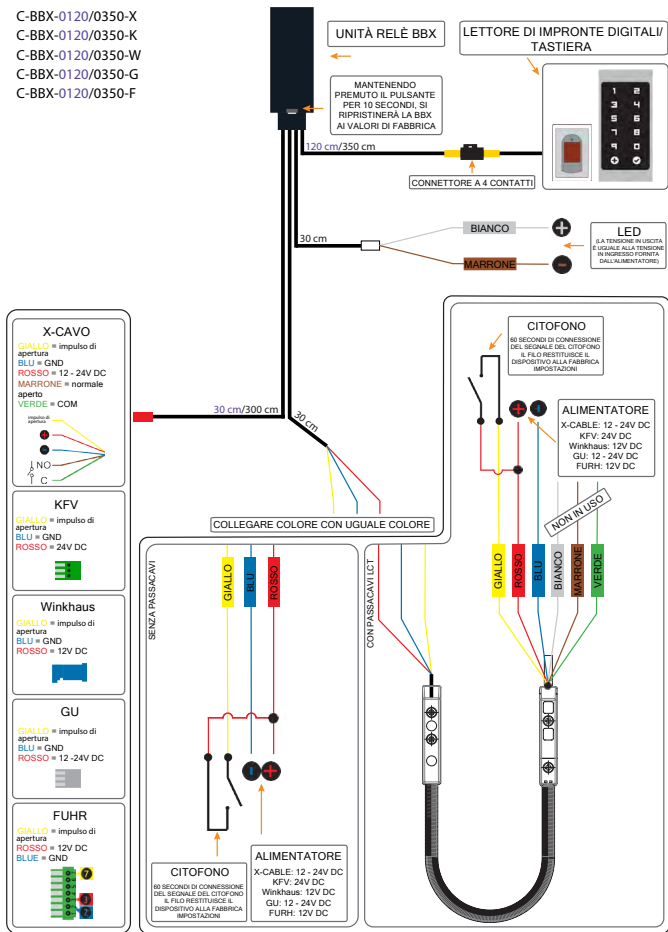 C-BBX-0120/0350-X
C-BBX-0120/0350-K
C-BBX-0120/0350-W
C-BBX-0120/0350-G
C-BBX-0120/0350-F
UNITÀ RELÈ BBX
LETTORE DI IMPRONTE DIGITALI/
TASTIERA
MANTENENDO
PREMUTO IL PULSANTE
PER 10 SECONDI, SI
RIPRISTINERÀ LA BBX
AI VALORI DI FABBRICA
1 2
3 4
5 6
7 8
9 0
120 cm/350 cm
CONNETTORE A 4 CONTATTI
30 cm
BIANCO
MARRONE
LED
(LA TENSIONE IN USCITA
È UGUALE ALLA TENSIONE
IN INGRESSO FORNITA
DALL'ALIMENTATORE)
X-CAVO
GIALLO = impulso di
apertura
BLU = GND
ROSSO = 12 - 24V DC
MARRONE = normale
aperto
VERDE = COM
impulso di
apertura
NO
C
30 cm/300 cm
30 cm
KFV
GIALLO = impulso di
apertura
BLU = GND
ROSSO = 24V DC
Winkhaus
GIALLO = impulso di
apertura
BLU = GND
ROSSO = 12V DC
GU
GIALLO = impulso di
apertura
BLU = GND
ROSSO = 12 -24V DC
FUHR
GIALLO = impulso di
apertura
ROSSO = 12V DC
BLUE = GND
COLLEGARE COLORE CON UGUALE COLORE
SENZA PASSACAVI
GIALLO
BLU
ROSSO
CITOFONO
60 SECONDI DI CONNESSIONE
DEL SEGNALE DEL CITOFONO
IL FILO RESTITUISCE IL
DISPOSITIVO ALLA FABBRICA
IMPOSTAZIONI
ALIMENTATORE
X-CABLE: 12 - 24V DC
KFV: 24V DC
Winkhaus: 12V DC
GU: 12 - 24V DC
FURH: 12V DC
CON PASSACAVI LCT
CITOFONO
60 SECONDI DI CONNESSIONE
DEL SEGNALE DEL CITOFONO
IL FILO RESTITUISCE IL
DISPOSITIVO ALLA FABBRICA
IMPOSTAZIONI
ALIMENTATORE
X-CABLE: 12 - 24V DC
KFV: 24V DC
Winkhaus: 12V DC
GU: 12 - 24V DC
FURH: 12V DC
NON IN USO
GIALLO
ROSSO
BLU
BIANCO
MARRONE
VERDE